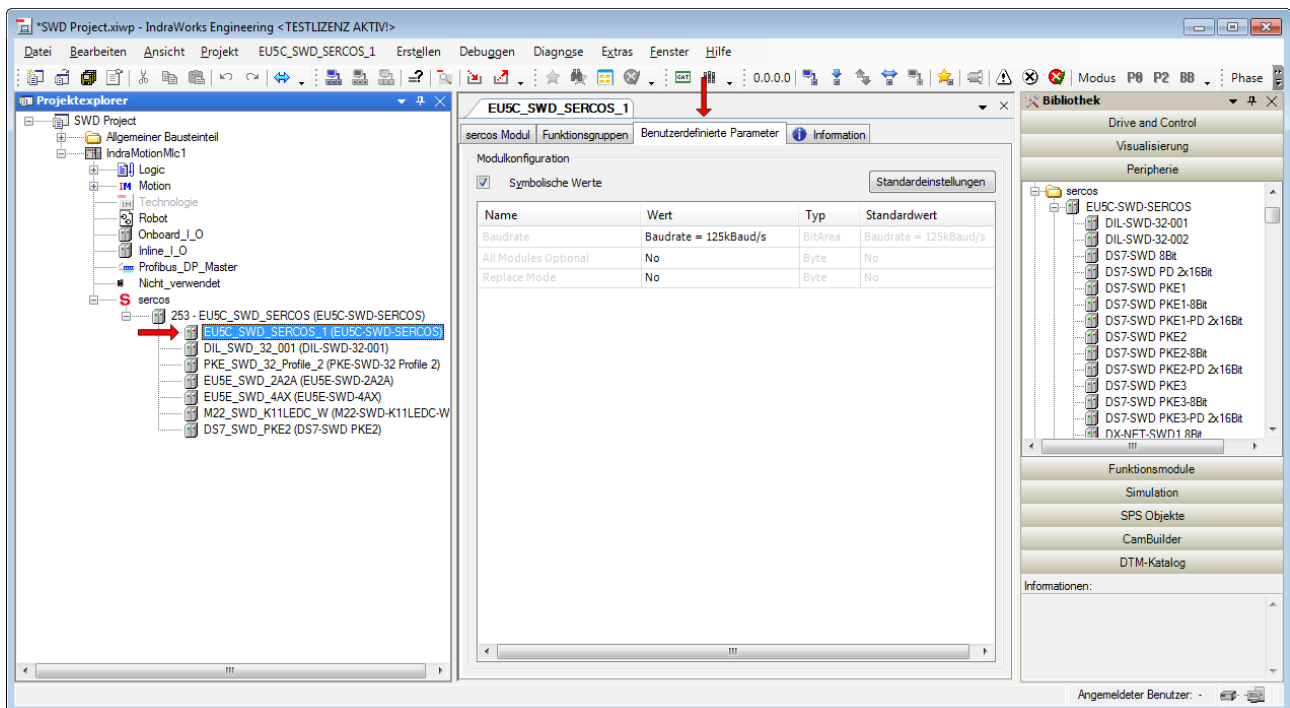 *SWD Project.xiwp - IndraWorks Engineering <TESTLIZENZ AKTIV!>
Datei Bearbeiten Ansicht Projekt EU5C_SWD_SERCOS_1 Erstellen Debuggen Diagnose Extras Fenster Hilfe
0.0.0.0 Modus P0 P2 BB Phase
Projektexplorer
SWD Project
Allgemeiner Bausteinteil
IndraMotionMlc1
Logic
IM Motion
IM Technologie
Robot
Onboard_I_O
Inline_I_O
Profibus_DP_Master
Nicht_verwendet
S sercos
253 - EU5C_SWD_SERCOS (EU5C-SWD-SERCOS)
EU5C_SWD_SERCOS_1 (EU5C-SWD-SERCOS)
DIL_SWD_32_001 (DIL-SWD-32-001)
PKE_SWD_32_Profile_2 (PKE-SWD-32 Profile 2)
EU5E_SWD_2A2A (EU5E-SWD-2A2A)
EU5E_SWD_4AX (EU5E-SWD-4AX)
M22_SWD_K11LEDC_W (M22-SWD-K11LEDC-W
DS7_SWD_PKE2 (DS7-SWD PKE2)
EU5C_SWD_SERCOS_1
sercos Modul Funktionsgruppen Benutzerdefinierte Parameter Information
Modulkonfiguration
Symbolische Werte Standardeinstellungen
Name Wert Typ Standardwert
Baudrate Baudrate = 125kBaud/s BitArea Baudrate = 125kBaud/s
All Modules Optional No Byte No
Replace Mode No Byte No
Bibliothek
Drive and Control
Visualisierung
Peripherie
sercos
EU5C-SWD-SERCOS
DIL-SWD-32-001
DIL-SWD-32-002
DS7-SWD 8Bit
DS7-SWD PD 2x16Bit
DS7-SWD PKE1
DS7-SWD PKE1-8Bit
DS7-SWD PKE1-PD 2x16Bit
DS7-SWD PKE2
DS7-SWD PKE2-8Bit
DS7-SWD PKE2-PD 2x16Bit
DS7-SWD PKE3
DS7-SWD PKE3-8Bit
DS7-SWD PKE3-PD 2x16Bit
DX-NET-SWD1 8Bit
Funktionsmodule
Simulation
SPS Objekte
CamBuilder
DTM-Katalog
Informationen:
Angemeldeter Benutzer: -